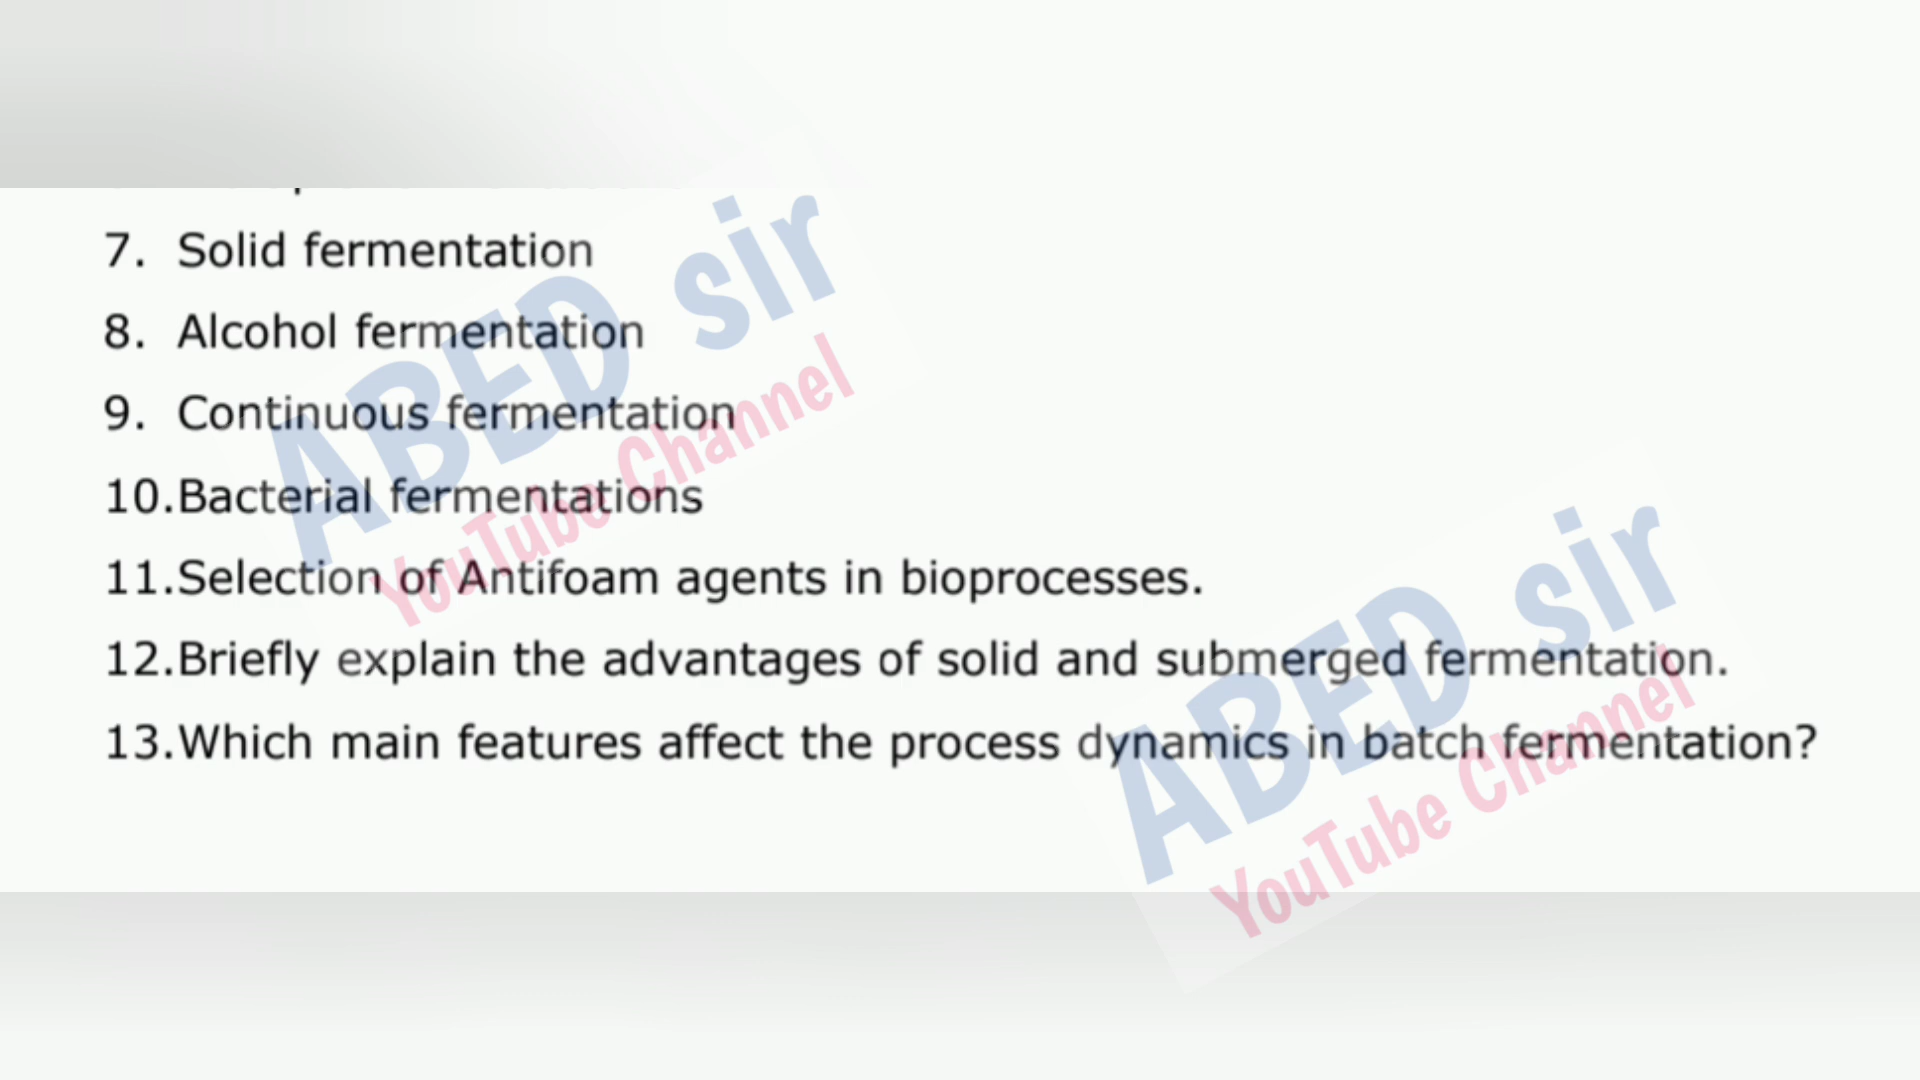 7. Solid fermentation
8. Alcohol fermentation
9. Continuous fermentation
10.Bacterial fermentations
11.Selection of Antifoam agents in bioprocesses.
12.Briefly explain the advantages of solid and submerged fermentation.
13.Which main features affect the process dynamics in batch fermentation?
ABED sir
YouTube Channel
ABED sir
YouTube Channel